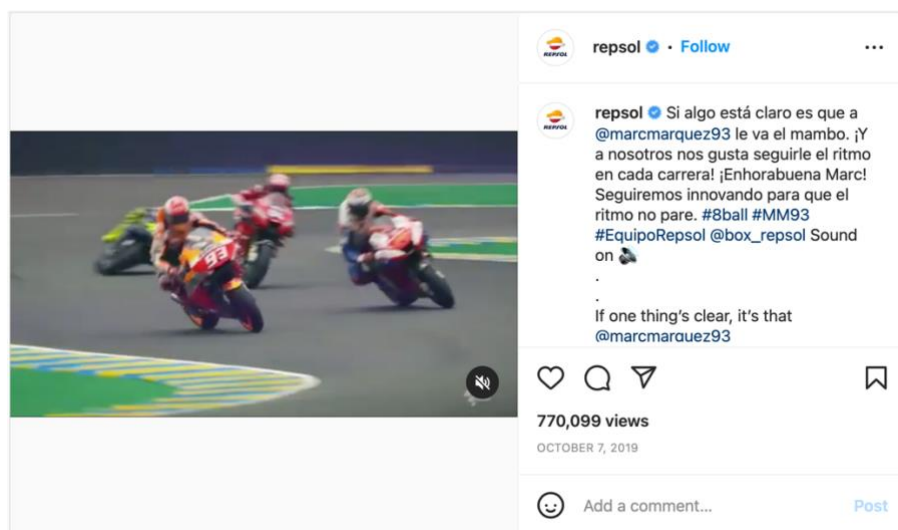 93
REPSOL
repsol • Follow
REPSOL
repsol Si algo está claro es que a
@marcmarquez93 le va el mambo. ¡Y
a nosotros nos gusta seguirle el ritmo
en cada carrera! ¡Enhorabuena Marc!
Seguiremos innovando para que el
ritmo no pare. #8ball #MM93
#EquipoRepsol @box_repsol Sound
on 🔊
.
.
If one thing's clear, it's that
@marcmarquez93
770,099 views
OCTOBER 7, 2019
Add a comment...
Post